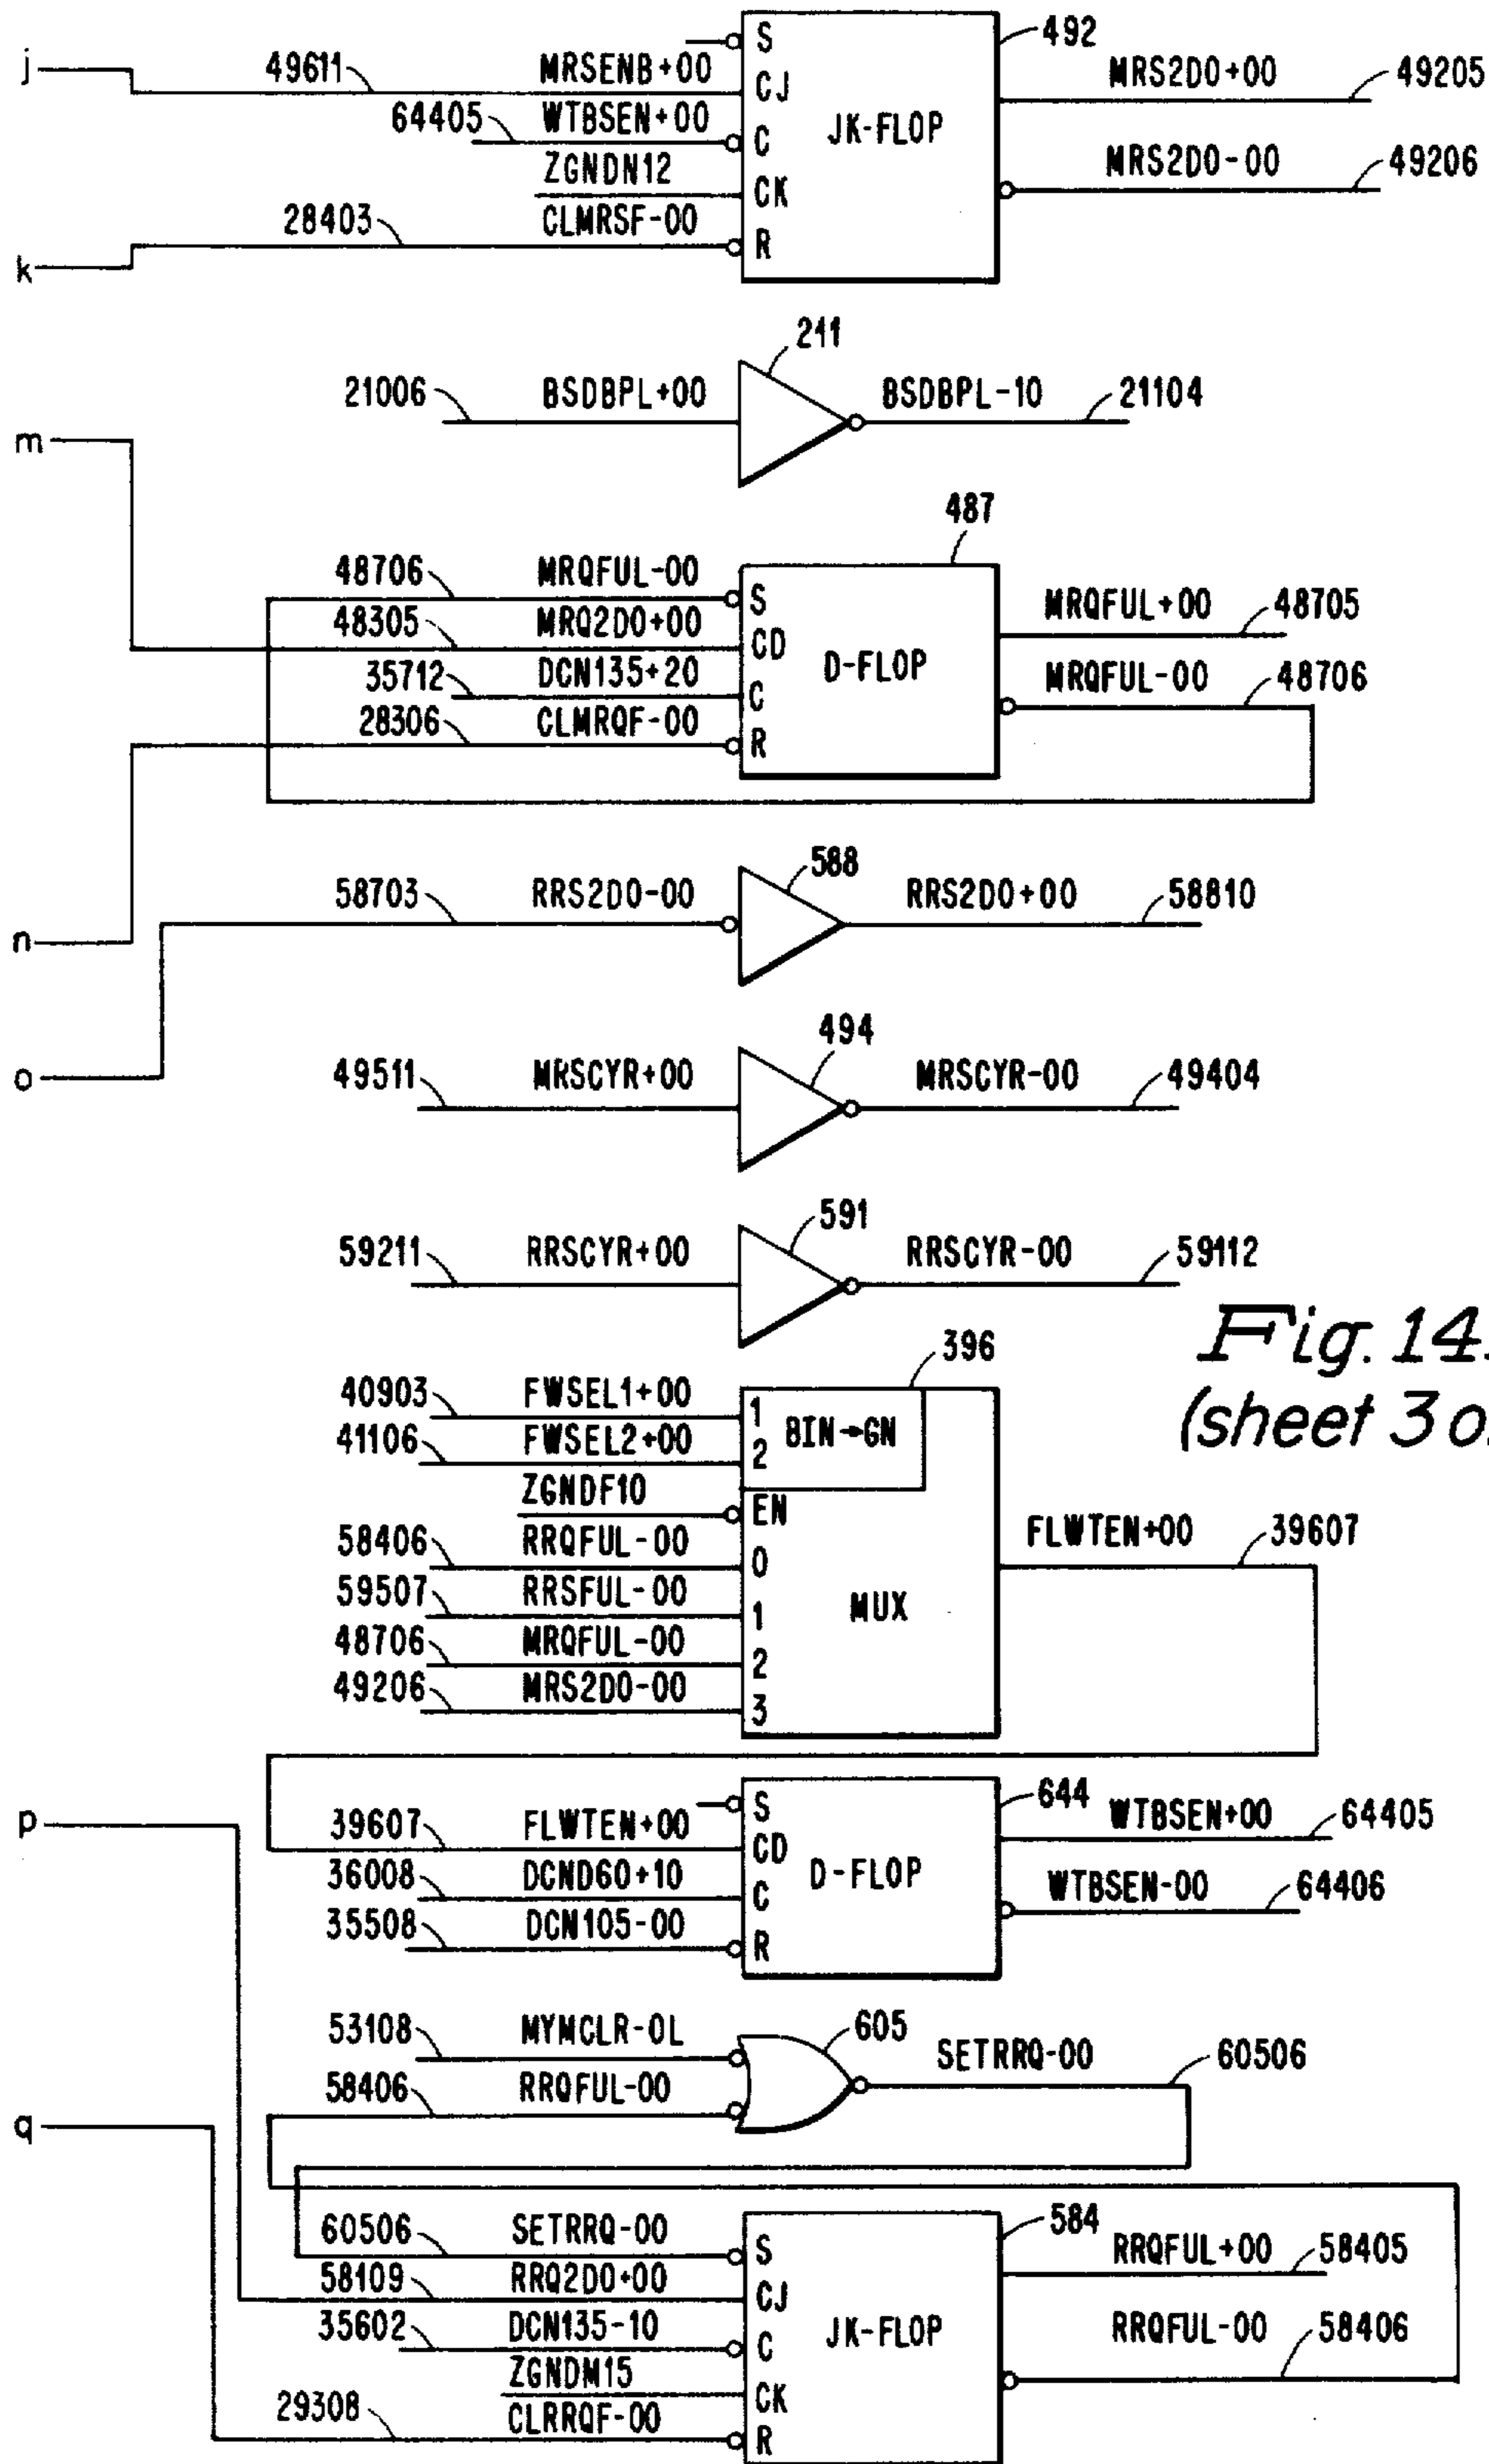 S
492
j
49611
MRSENB+00
CJ
MRS2D0+00
49205
64405
WTBSEN+00
C
JK-FLOP
ZGNDN12
CK
MRS2D0-00
49206
28403
CLMRSF-00
R
k
211
21006
BSDBPL+00
BSDBPL-10
21104
m
487
48706
MRQFUL-00
S
MRQFUL+00
48705
48305
MRQ2D0+00
CD
D-FLOP
35712
DCN135+20
C
MRQFUL-00
48706
28306
CLMRQF-00
R
588
58703
RRS2D0-00
RRS2D0+00
58810
n
494
o
49511
MRSCYR+00
MRSCYR-00
49404
591
59211
RRSCYR+00
RRSCYR-00
59112
Fig. 14.
(sheet 3 o
396
40903
FWSEL1+00
1
BIN→GN
41106
FWSEL2+00
2
ZGNDF10
EN
58406
RRQFUL-00
0
FLWTEN+00
39607
59507
RRSFUL-00
1
MUX
48706
MRQFUL-00
2
49206
MRS2D0-00
3
S
644
p
39607
FLWTEN+00
CD
WTBSEN+00
64405
36008
DCND60+10
C
D-FLOP
WTBSEN-00
64406
35508
DCN105-00
R
53108
MYMCLR-0L
605
SETRRQ-00
60506
58406
RRQFUL-00
q
60506
SETRRQ-00
S
584
58109
RRQ2D0+00
CJ
RRQFUL+00
58405
35602
DCN135-10
C
JK-FLOP
RRQFUL-00
58406
ZGNDM15
CK
29308
CLRRQF-00
R